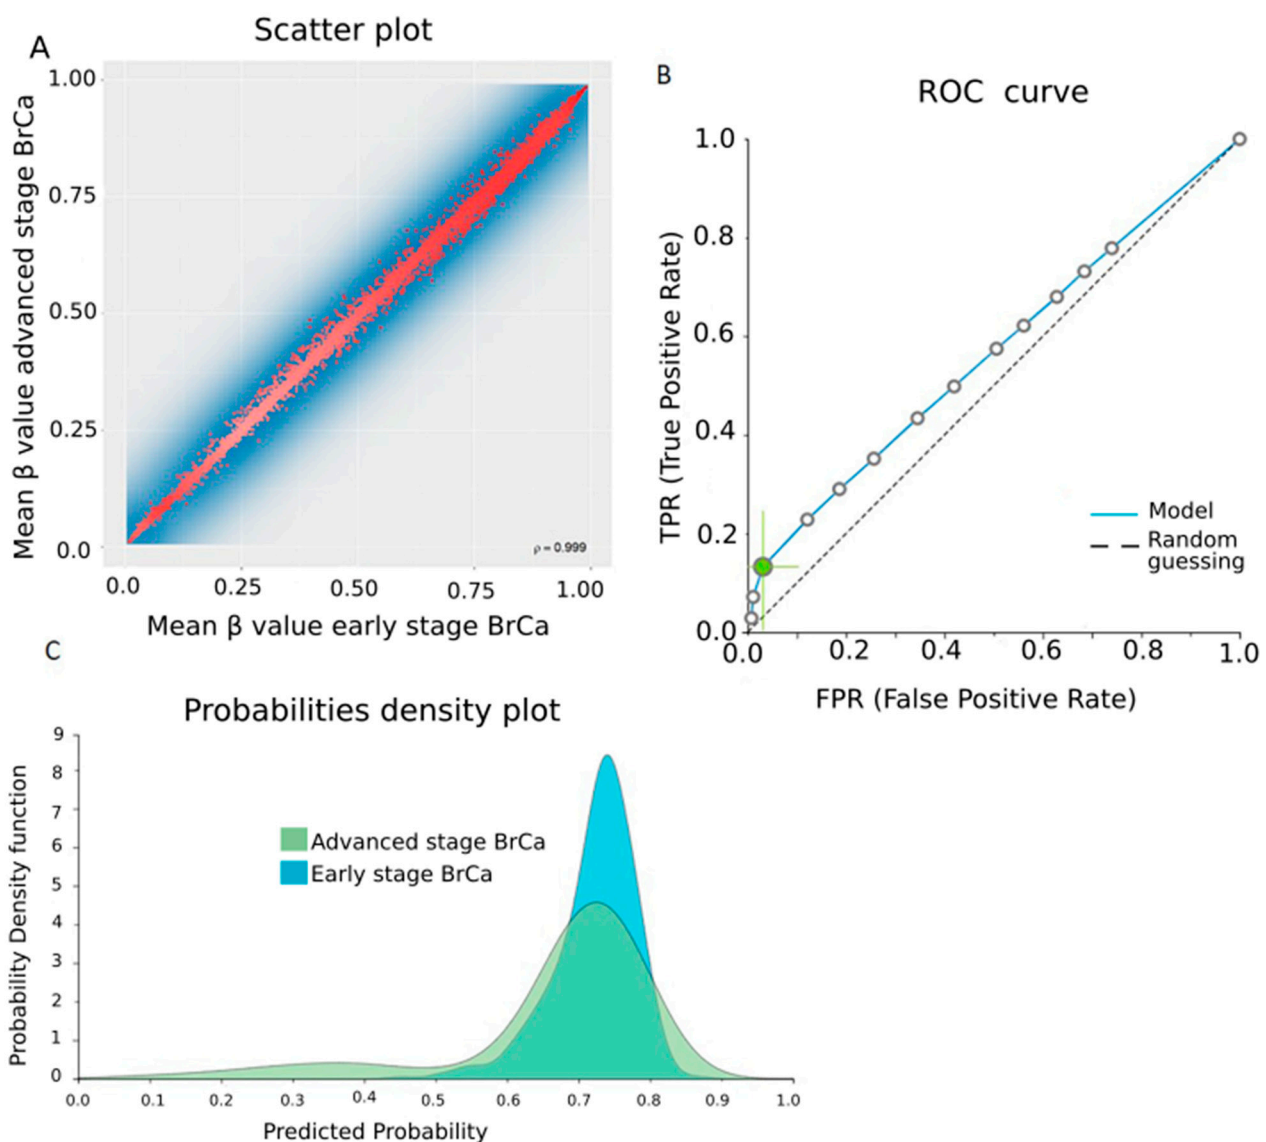 A
Scatter plot
1.00
0.75
0.50
0.25
0.0
Mean β value advanced stage BrCa
ρ = 0.999
0.0 0.25 0.50 0.75 1.00
Mean β value early stage BrCa
B
ROC curve
1.0
0.8
0.6
0.4
0.2
0.0
TPR (True Positive Rate)
Model
Random
guessing
0.0 0.2 0.4 0.6 0.8 1.0
FPR (False Positive Rate)
C
Probabilities density plot
9
8
7
6
5
4
3
2
1
0
Probability Density function
Advanced stage BrCa
Early stage BrCa
0.0 0.1 0.2 0.3 0.4 0.5 0.6 0.7 0.8 0.9 1.0
Predicted Probability